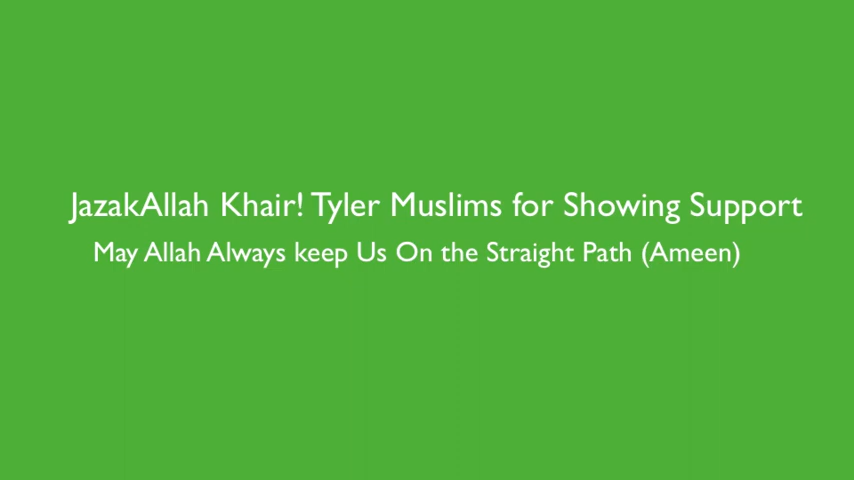 JazakAllah Khair! Tyler Muslims for Showing Support
May Allah Always keep Us On the Straight Path (Ameen)